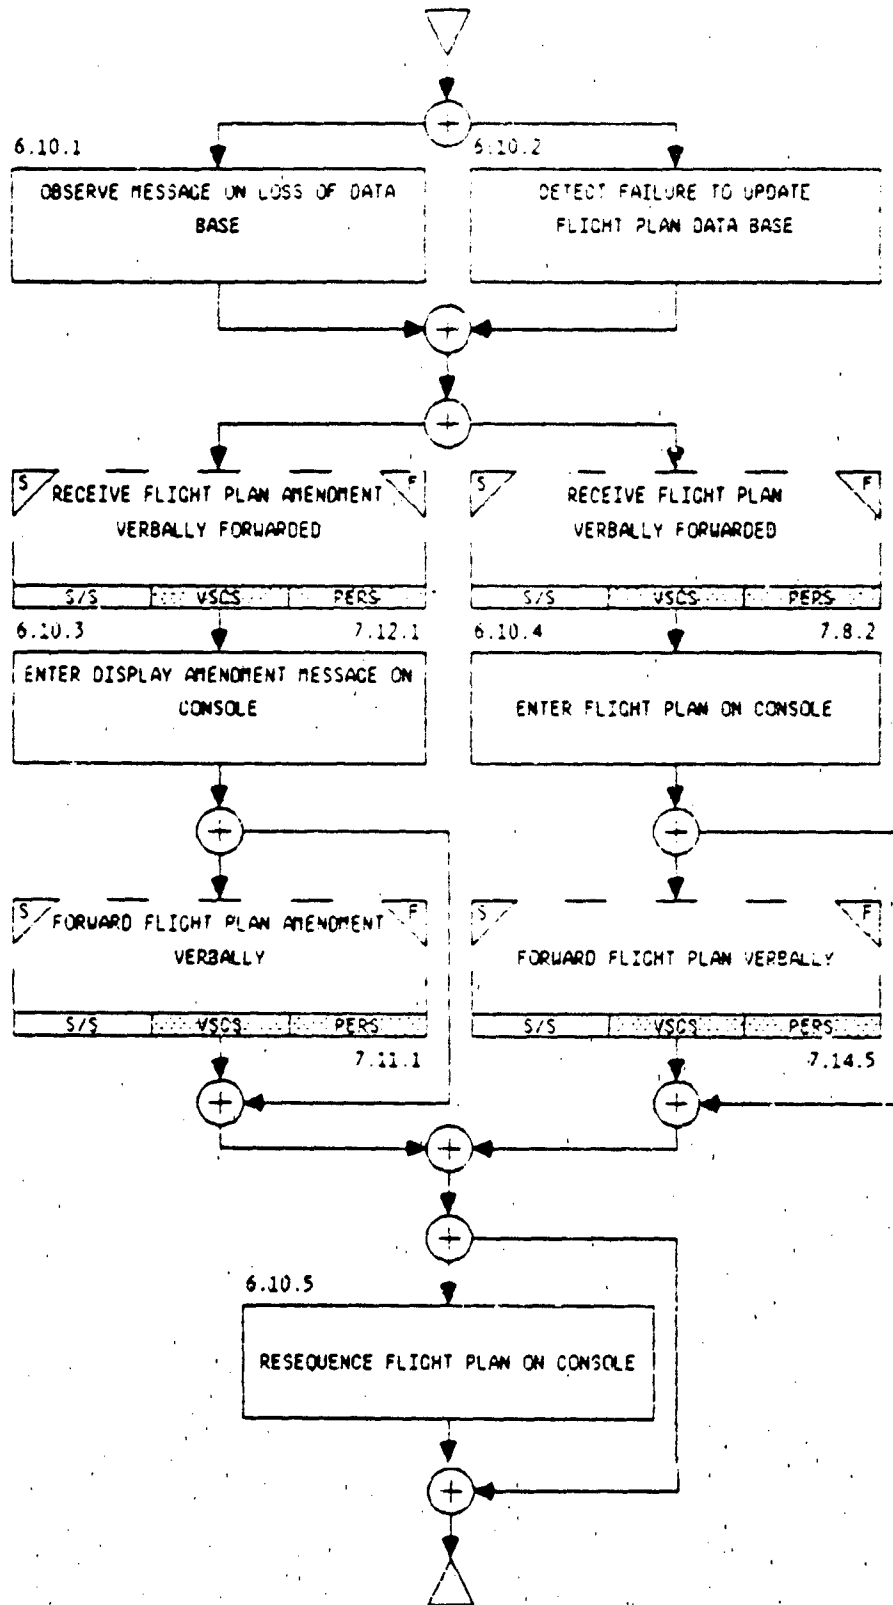 6.10.1
OBSERVE MESSAGE ON LOSS OF DATA
BASE
6.10.2
DETECT FAILURE TO UPDATE
FLIGHT PLAN DATA BASE
S
RECEIVE FLIGHT PLAN AMENDMENT
F
VERBALLY FORWARDED
S/S VSCS PERS
7.12.1
S
RECEIVE FLIGHT PLAN
F
VERBALLY FORWARDED
S/S VSCS PERS
7.8.2
6.10.3
ENTER DISPLAY AMENDMENT MESSAGE ON
CONSOLE
6.10.4
ENTER FLIGHT PLAN ON CONSOLE
S
FORWARD FLIGHT PLAN AMENDMENT
F
VERBALLY
S/S VSCS PERS
7.11.1
S
F
FORWARD FLIGHT PLAN VERBALLY
S/S VSCS PERS
7.14.5
6.10.5
RESEQUENCE FLIGHT PLAN ON CONSOLE